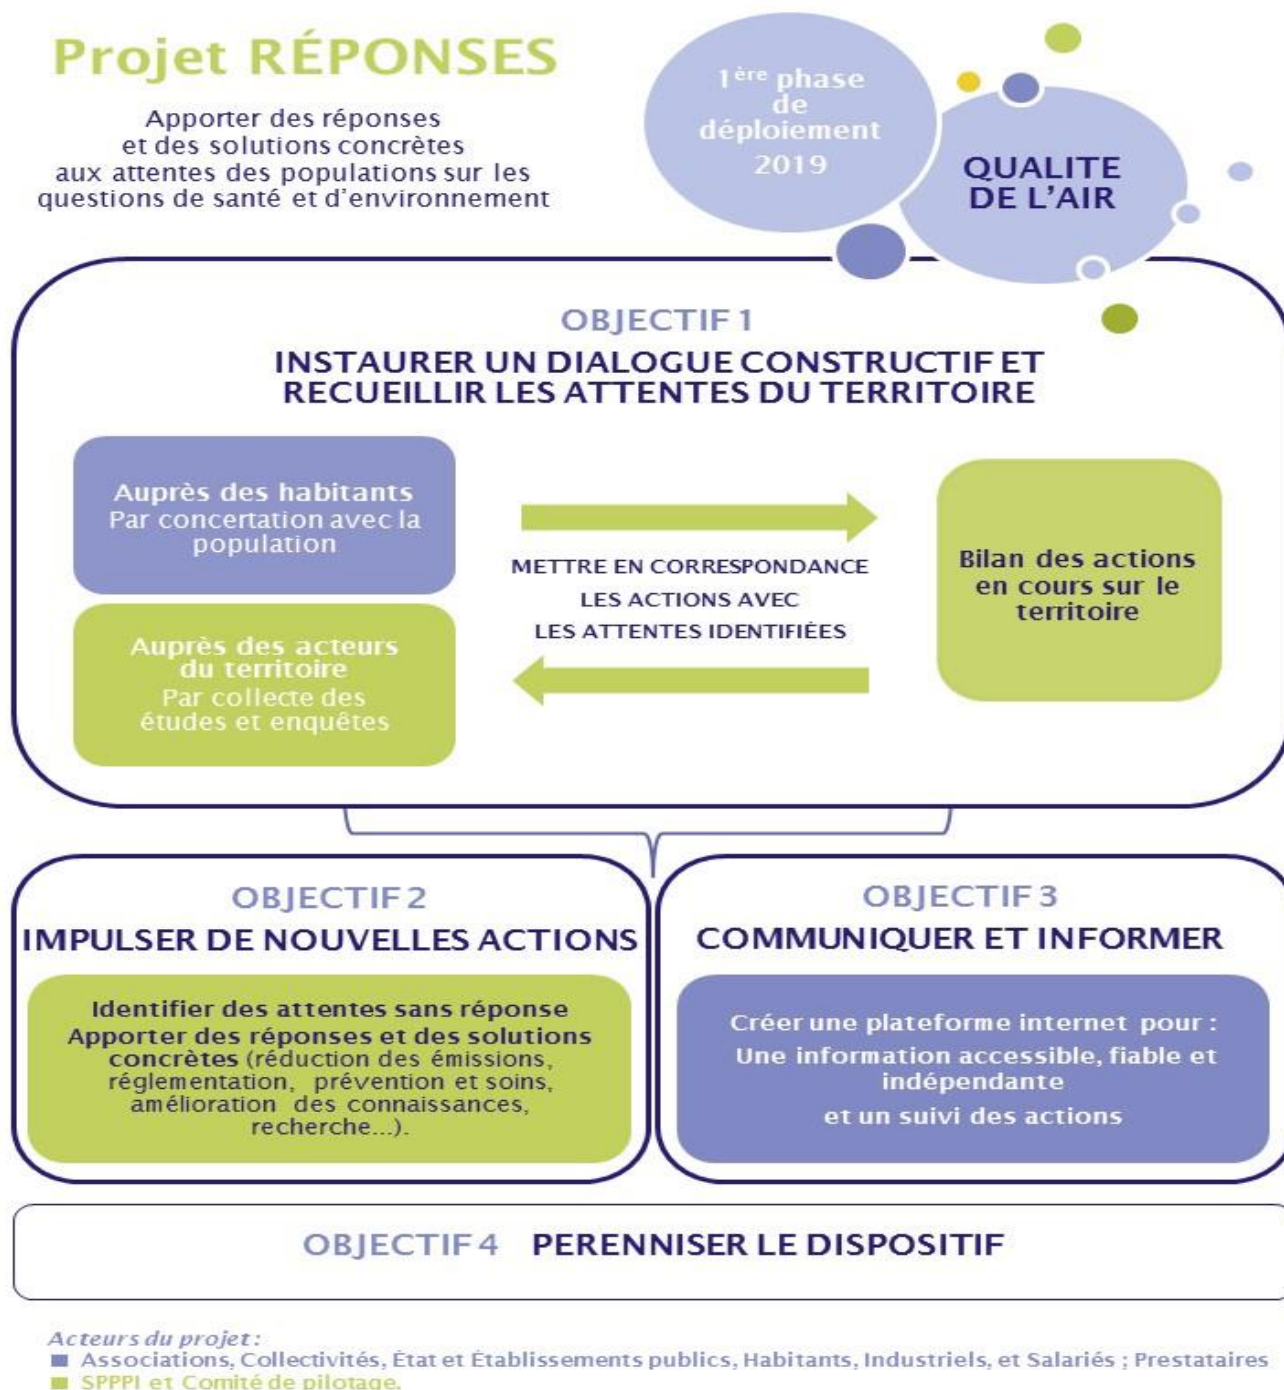 Projet RÉPONSES
Apporter des réponses
et des solutions concrètes
aux attentes des populations sur les
questions de santé et d'environnement
1ère phase
de
déploiement
2019
QUALITE
DE L'AIR
OBJECTIF 1
INSTAURER UN DIALOGUE CONSTRUCTIF ET
RECUEILLIR LES ATTENTES DU TERRITOIRE
Auprès des habitants
Par concertation avec la
population
Auprès des acteurs
du territoire
Par collecte des
études et enquêtes
METTRE EN CORRESPONDANCE
LES ACTIONS AVEC
LES ATTENTES IDENTIFIÉES
Bilan des actions
en cours sur le
territoire
OBJECTIF 2
IMPULSER DE NOUVELLES ACTIONS
Identifier des attentes sans réponse
Apporter des réponses et des solutions
concrètes (réduction des émissions,
réglementation, prévention et soins,
amélioration des connaissances,
recherche...).
OBJECTIF 3
COMMUNIQUER ET INFORMER
Créer une plateforme internet pour :
Une information accessible, fiable et
indépendante
et un suivi des actions
OBJECTIF 4 PERENNISER LE DISPOSITIF
Acteurs du projet :
Associations, Collectivités, État et Établissements publics, Habitants, Industriels, et Salariés ; Prestataires
SPPPI et Comité de pilotage.